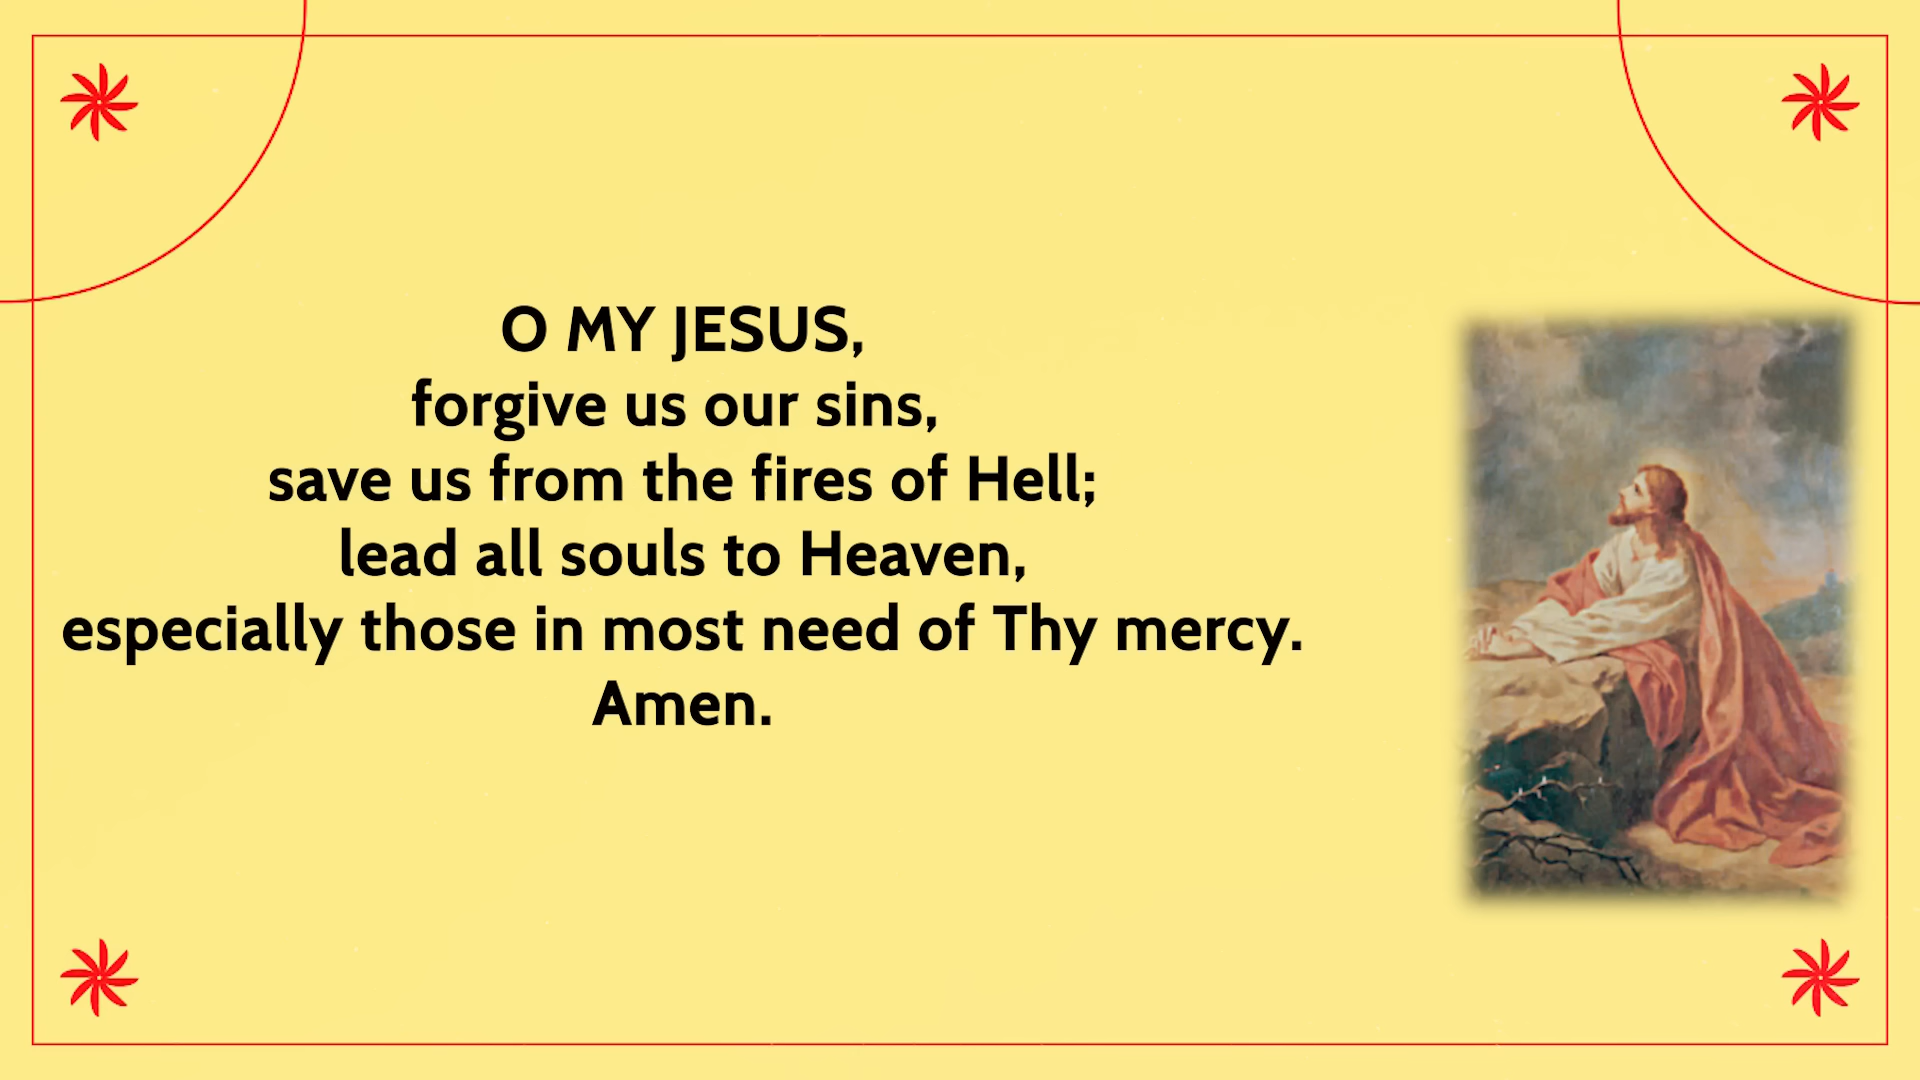 O MY JESUS,
forgive us our sins,
save us from the fires of Hell;
lead all souls to Heaven,
especially those in most need of Thy mercy.
Amen.